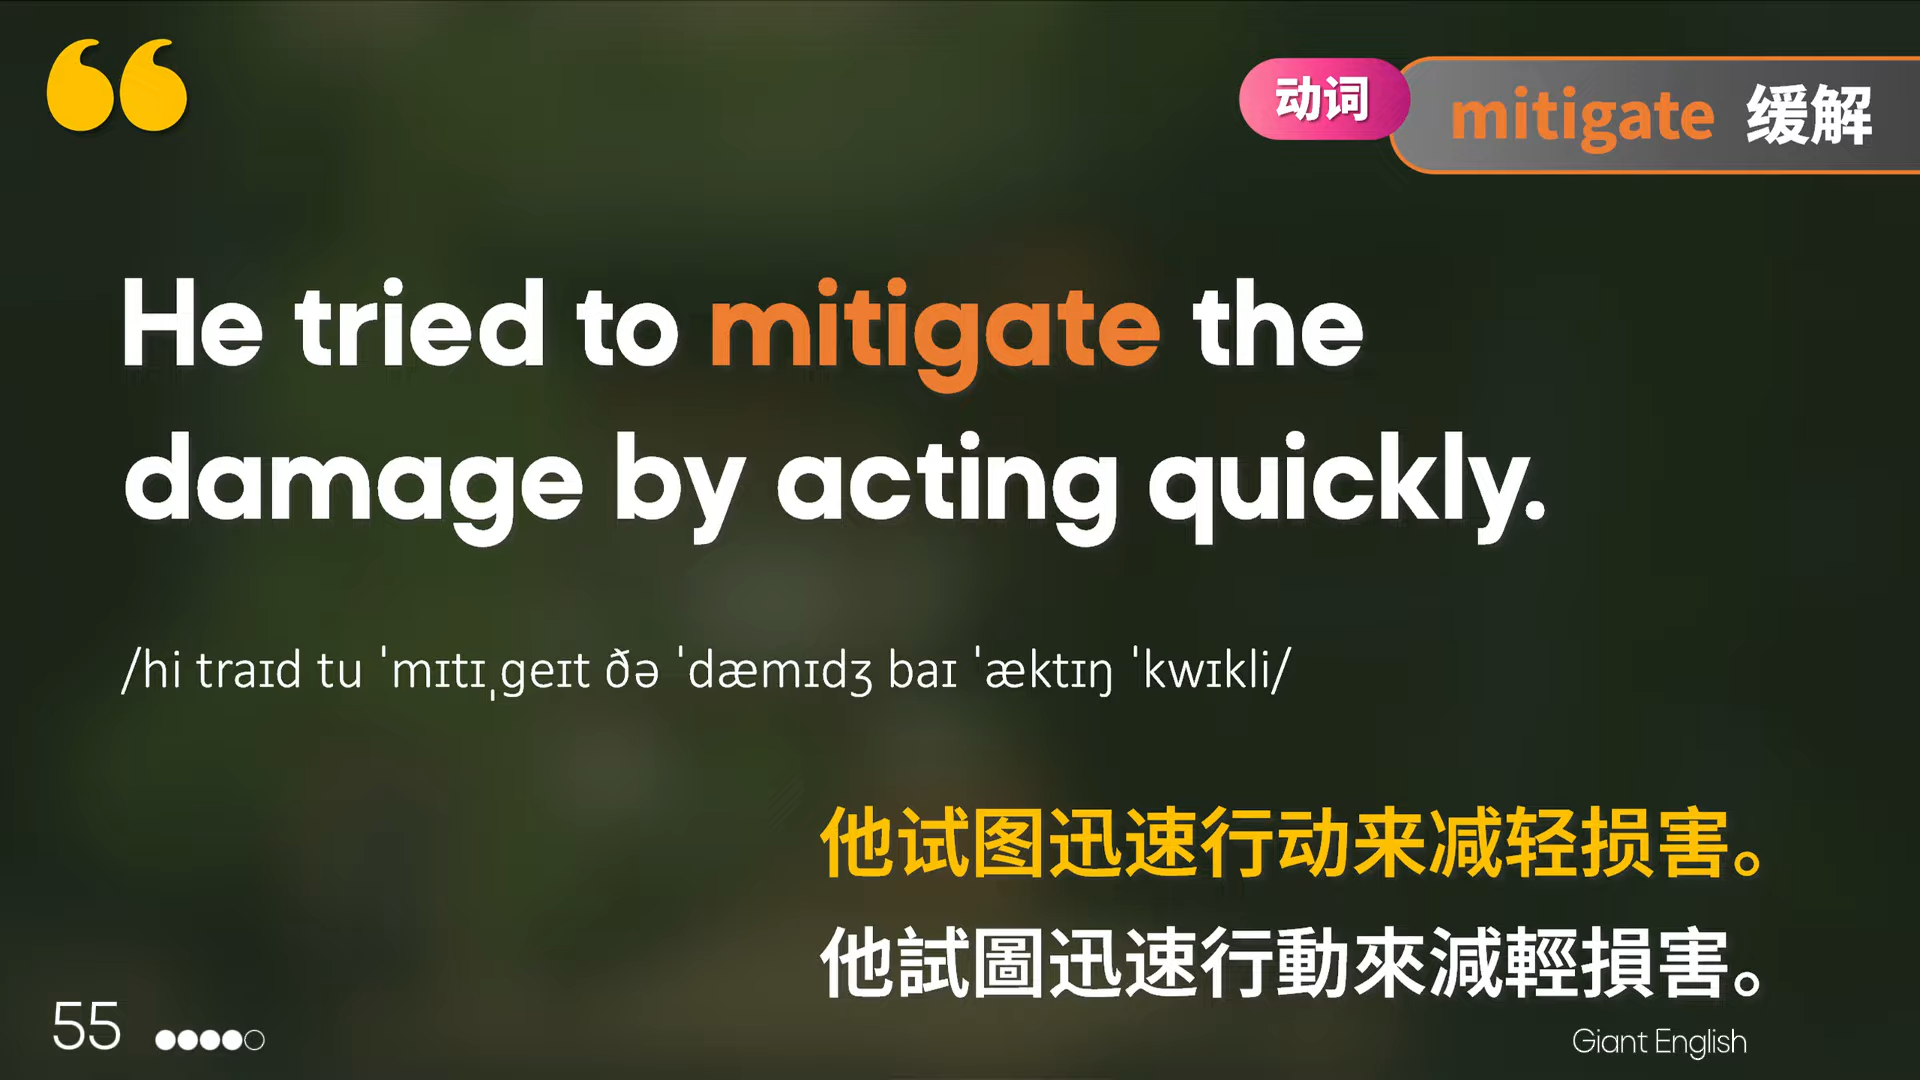 动词
mitigate 缓解
He tried to mitigate the
damage by acting quickly.
/hi traɪd tu ˈmɪtɪˌgeɪt ðə ˈdæmɪdʒ baɪ ˈæktɪŋ ˈkwɪkli/
他试图迅速行动来减轻损害。
他試圖迅速行動來減輕損害。
55
Giant English